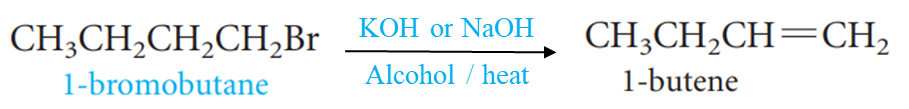 CH₃CH₂CH₂CH₂Br KOH or NaOH CH₃CH₂CH=CH₂
1-bromobutane Alcohol / heat 1-butene